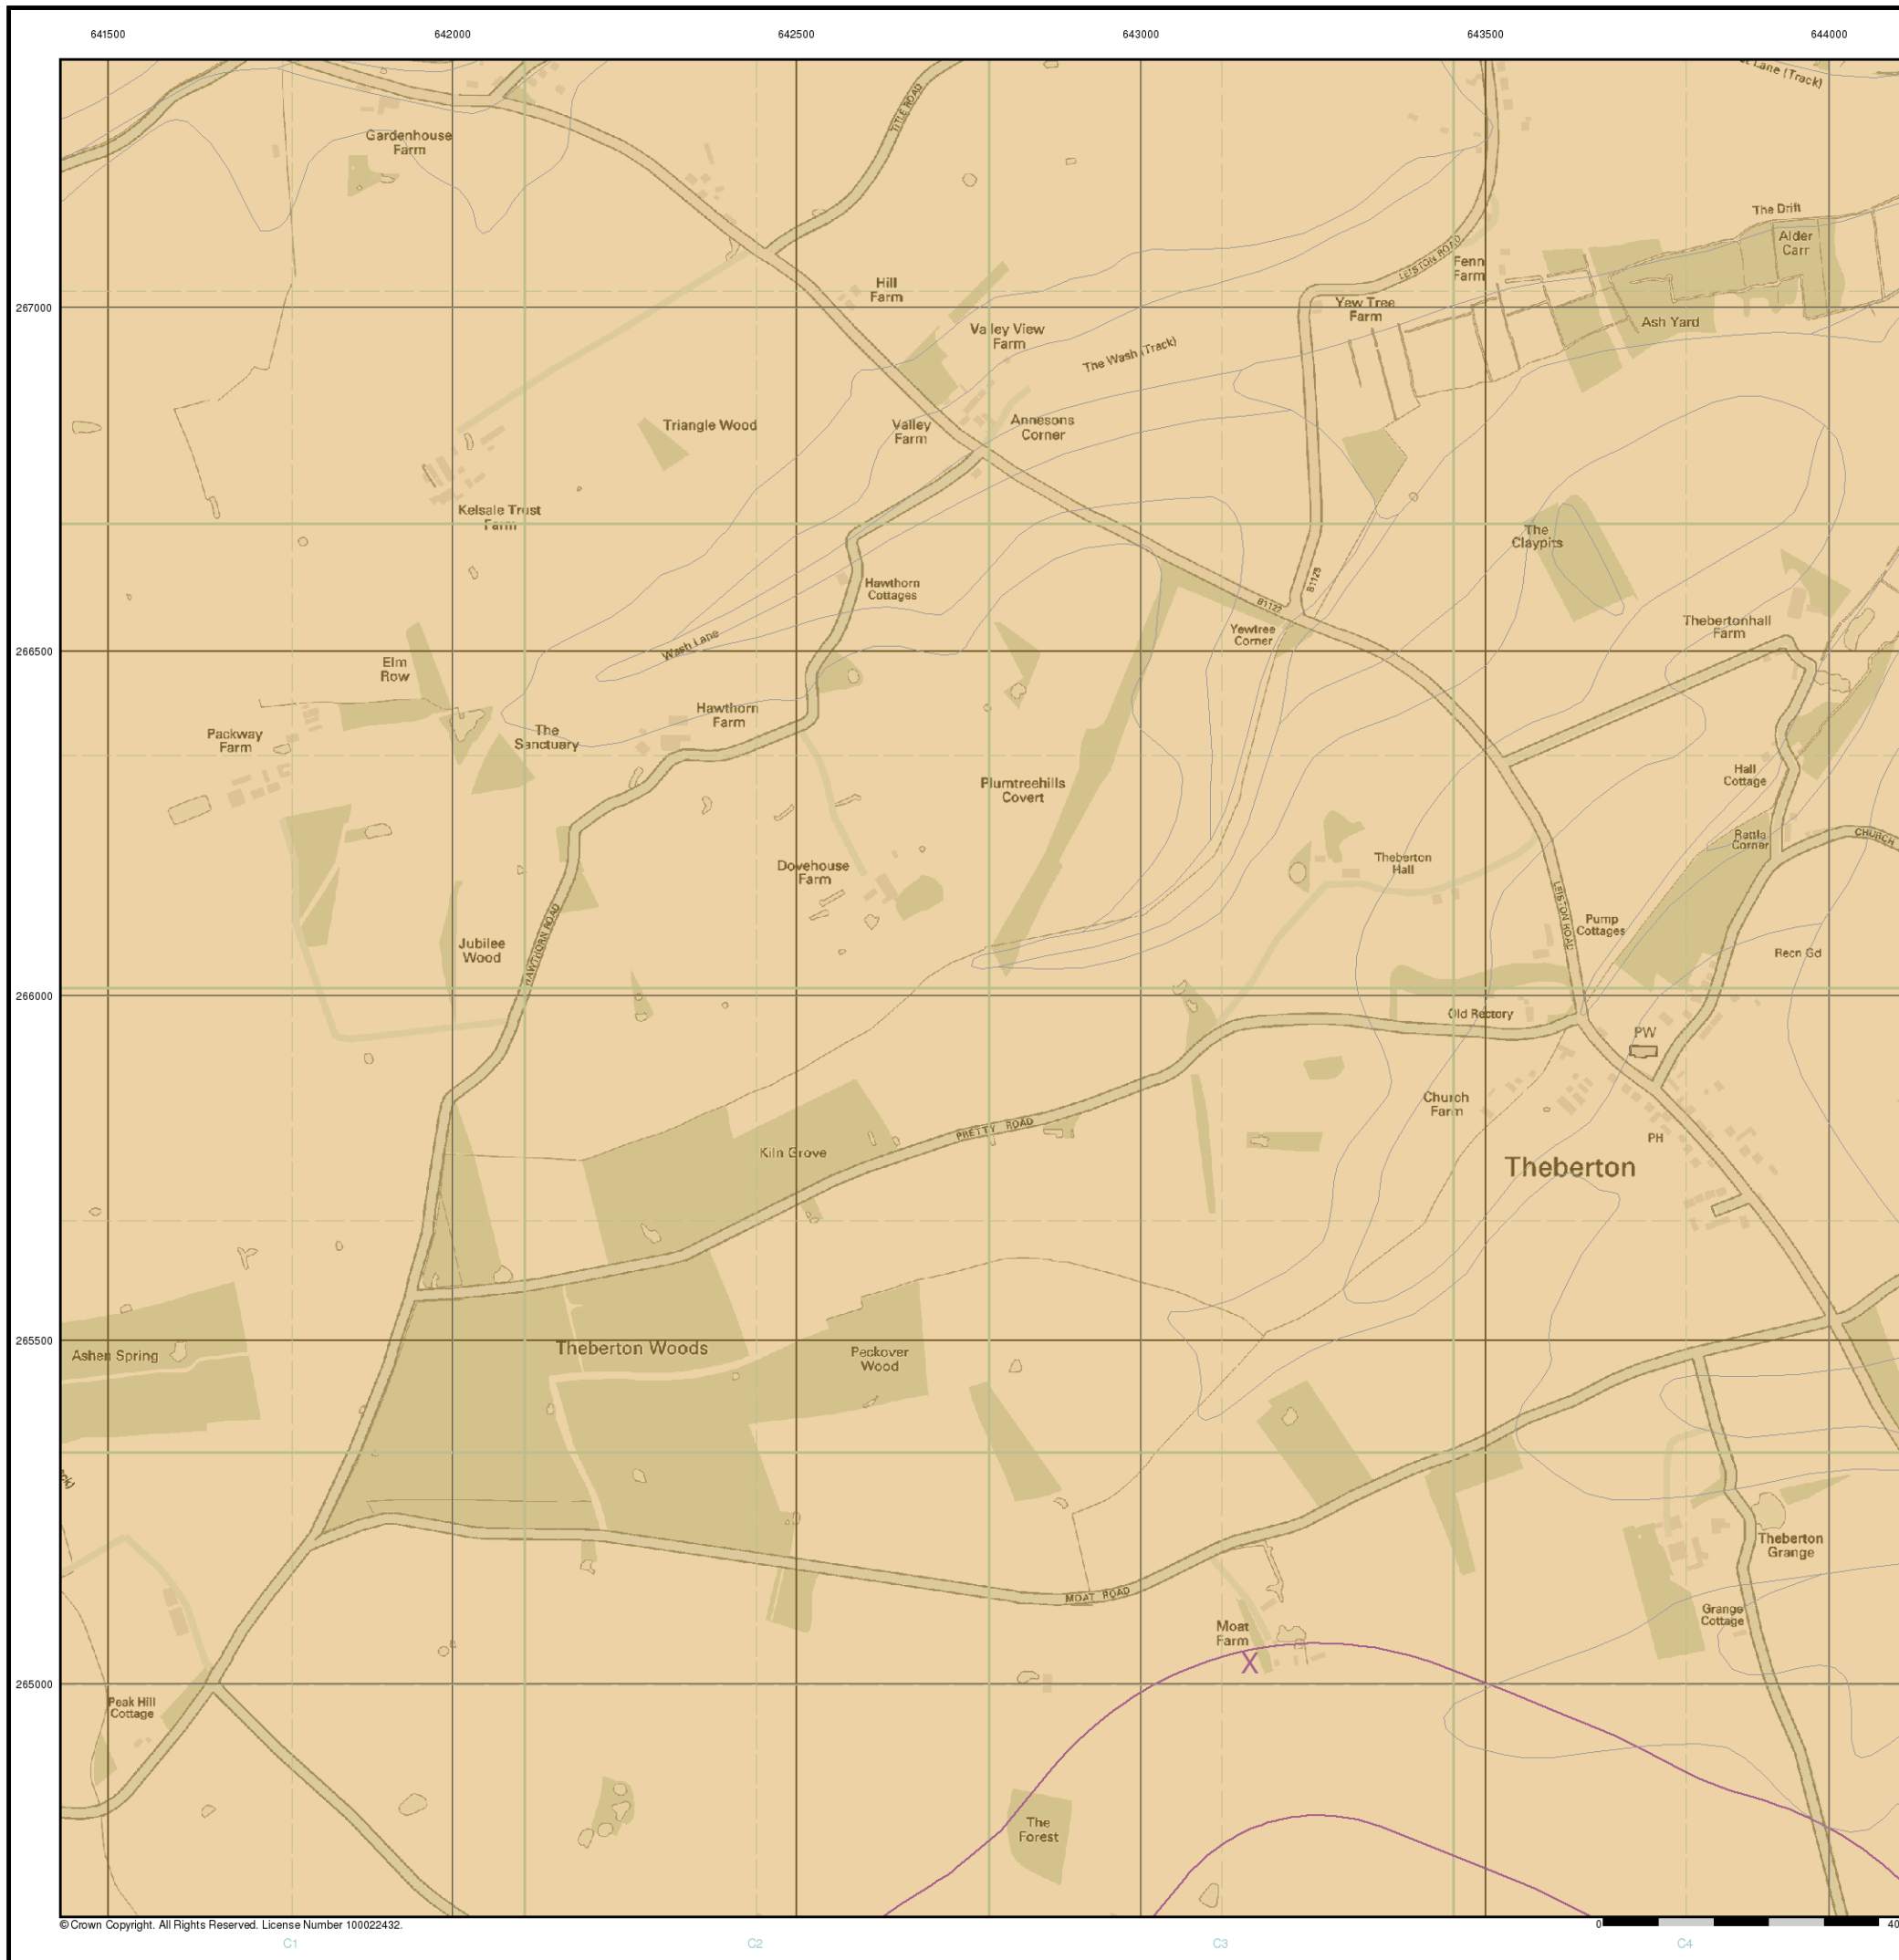 641500 642000 642500 643000 643500 644000
Lane (Track)
TITLE ROAD
Gardenhouse
Farm
The Drift
Alder
Carr
LEISTON ROAD
Fenn
Farm
Hill
Farm
267000
Yew Tree
Farm
Ash Yard
Valley View
Farm
The Wash (Track)
Triangle Wood
Valley
Farm
Annesons
Corner
Kelsale Trust
Farm
The
Claypits
Hawthorn
Cottages
B1125
B1122
Yewtree
Corner
Thebertonhall
Farm
Wash Lane
266500
Elm
Row
Hawthorn
Farm
Packway
Farm
The
Sanctuary
Hall
Cottage
Plumtreehills
Covert
Rattla
Corner
CHURCH
Dovehouse
Farm
Theberton
Hall
LEISTON ROAD
Pump
Cottages
HAWTHORN ROAD
Jubilee
Wood
Recn Gd
266000
Old Rectory
PW
Church
Farm
PRETTY ROAD
PH
Kiln Grove
Theberton
265500
Ashen Spring
Theberton Woods
Peckover
Wood
Theberton
Grange
MOAT ROAD
Grange
Cottage
Moat
Farm
X
265000
Peak Hill
Cottage
The
Forest
© Crown Copyright. All Rights Reserved. License Number 100022432.
0
C1 C2 C3 C4